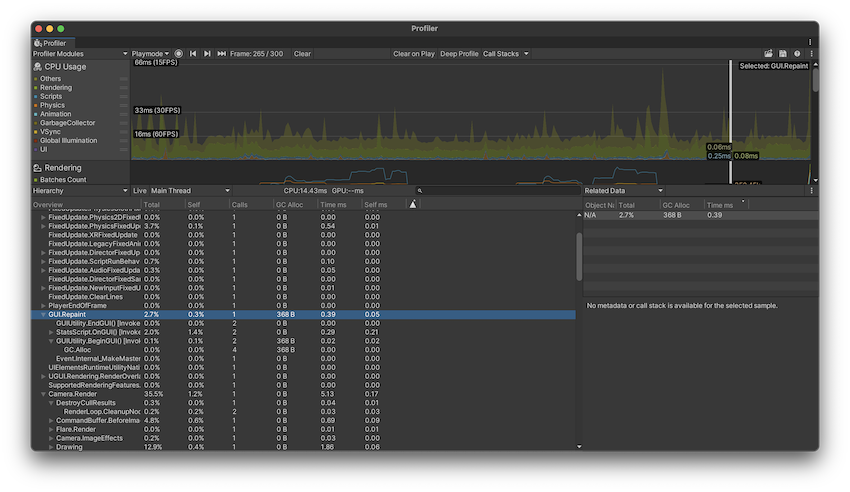 Profiler
Profiler
Profiler Modules Playmode Frame: 265 / 300 Clear Clear on Play Deep Profile Call Stacks
CPU Usage 66ms (15FPS) Selected: GUI.Repaint
Others
Rendering
Scripts
Physics 33ms (30FPS)
Animation
GarbageCollector
VSync 16ms (60FPS)
Global Illumination 0.06ms
UI 0.25ms 0.08ms
Rendering
Batches Count
Hierarchy Live Main Thread CPU:14.43ms GPU:--ms Related Data
Overview Total Self Calls GC Alloc Time ms Self ms Object Na Total GC Alloc Time ms
N/A 2.7% 368 B 0.39
FixedUpdate.Physics2DFixed 0.0% 0.0% 1 0 B 0.00 0.00
FixedUpdate.PhysicsFixedUp 3.7% 0.1% 1 0 B 0.54 0.01
FixedUpdate.XRFixedUpdate 0.0% 0.0% 1 0 B 0.00 0.00
FixedUpdate.LegacyFixedAni 0.0% 0.0% 1 0 B 0.00 0.00
FixedUpdate.DirectorFixedUp 0.0% 0.0% 1 0 B 0.00 0.00
FixedUpdate.ScriptRunBehav 0.7% 0.0% 1 0 B 0.10 0.00
FixedUpdate.AudioFixedUpda 0.3% 0.0% 1 0 B 0.05 0.00
FixedUpdate.DirectorFixedSa 0.0% 0.0% 1 0 B 0.00 0.00
FixedUpdate.NewInputFixedU 0.0% 0.0% 1 0 B 0.01 0.00
FixedUpdate.ClearLines 0.0% 0.0% 1 0 B 0.00 0.00
PlayerEndOfFrame 0.0% 0.0% 1 0 B 0.00 0.00
GUI.Repaint 2.7% 0.3% 1 368 B 0.39 0.05
GUIUtility.EndGUI() [Invoke 0.0% 0.0% 2 0 B 0.00 0.00
StatsScript.OnGUI() [Invoke 2.0% 1.4% 2 0 B 0.29 0.21
GUIUtility.BeginGUI() [Invol 0.1% 0.1% 2 368 B 0.02 0.02
GC.Alloc 0.0% 0.0% 4 368 B 0.00 0.00
Event.Internal_MakeMaster 0.0% 0.0% 1 0 B 0.00 0.00
UIElementsRuntimeUtilityNati 0.0% 0.0% 1 0 B 0.00 0.00
UGUI.Rendering.RenderOverla 0.0% 0.0% 1 0 B 0.00 0.00
SupportedRenderingFeatures. 0.0% 0.0% 1 0 B 0.00 0.00
Camera.Render 35.5% 1.2% 1 0 B 5.13 0.17
DestroyCullResults 0.3% 0.0% 1 0 B 0.04 0.01
RenderLoop.CleanupNod 0.2% 0.2% 2 0 B 0.03 0.03
CommandBuffer.BeforeIma 4.8% 0.6% 1 0 B 0.69 0.09
Flare.Render 0.0% 0.0% 1 0 B 0.01 0.00
Camera.ImageEffects 0.2% 0.0% 1 0 B 0.03 0.00
Drawing 12.9% 0.4% 1 0 B 1.86 0.06
No metadata or call stack is available for the selected sample.